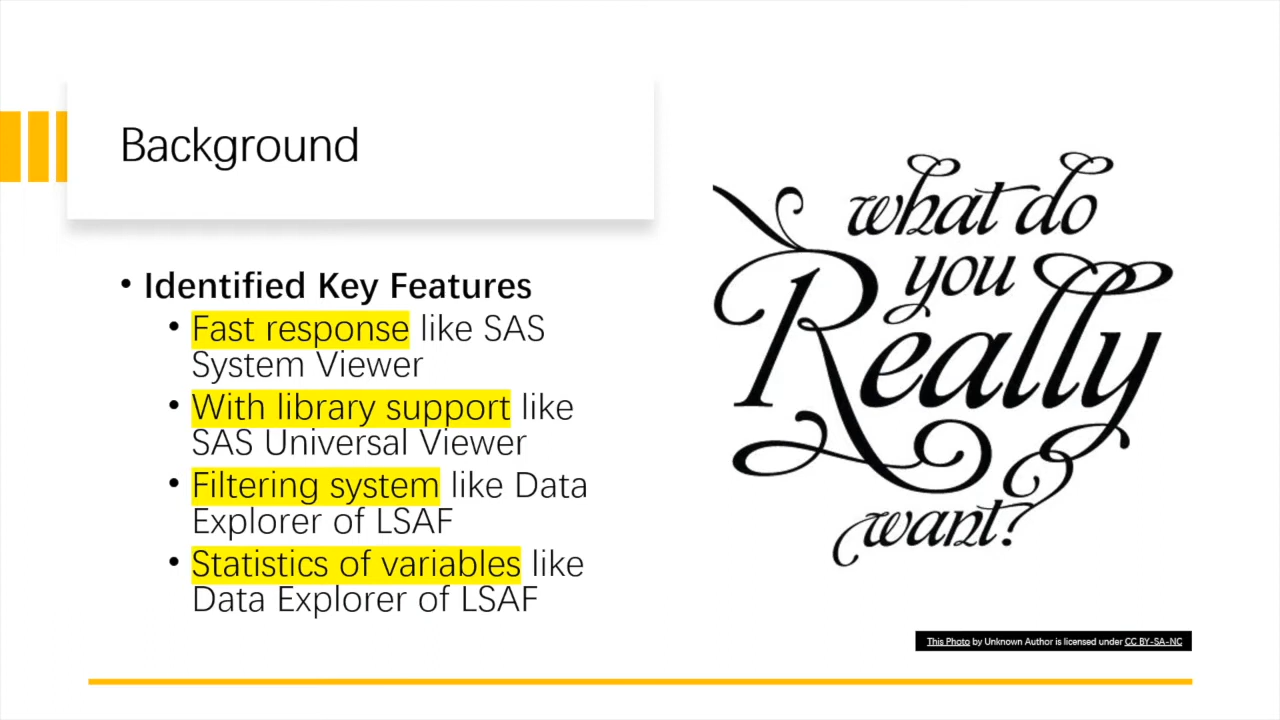 Background
• Identified Key Features
• Fast response like SAS
System Viewer
• With library support like
SAS Universal Viewer
• Filtering system like Data
Explorer of LSAF
• Statistics of variables like
Data Explorer of LSAF
what do
you
Really
want?
This Photo by Unknown Author is licensed under CC BY-SA-NC